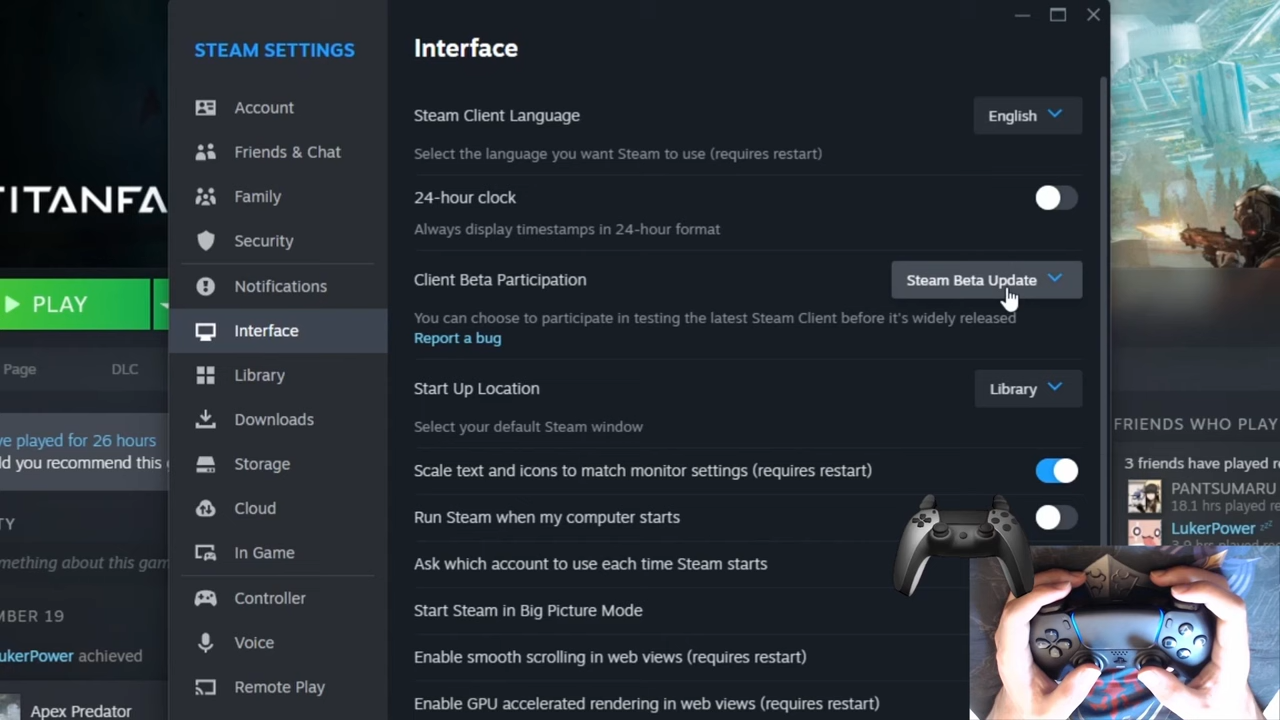 STEAM SETTINGS
Account
Friends & Chat
Family
Security
Notifications
Interface
Library
Downloads
Storage
Cloud
In Game
Controller
Voice
Remote Play
Interface
Steam Client Language
English
Select the language you want Steam to use (requires restart)
24-hour clock
Always display timestamps in 24-hour format
Client Beta Participation
Steam Beta Update
You can choose to participate in testing the latest Steam Client before it's widely released
Report a bug
Start Up Location
Library
Select your default Steam window
Scale text and icons to match monitor settings (requires restart)
Run Steam when my computer starts
Ask which account to use each time Steam starts
Start Steam in Big Picture Mode
Enable smooth scrolling in web views (requires restart)
Enable GPU accelerated rendering in web views (requires restart)
TITANFA
PLAY
Page
DLC
ve played for 26 hours
ld you recommend this
TY
mething about this gam
MBER 19
ukerPower achieved
Apex Predator
FRIENDS WHO PLAY
3 friends have played
PANTSUMARU
18.1 hrs played
LukerPower